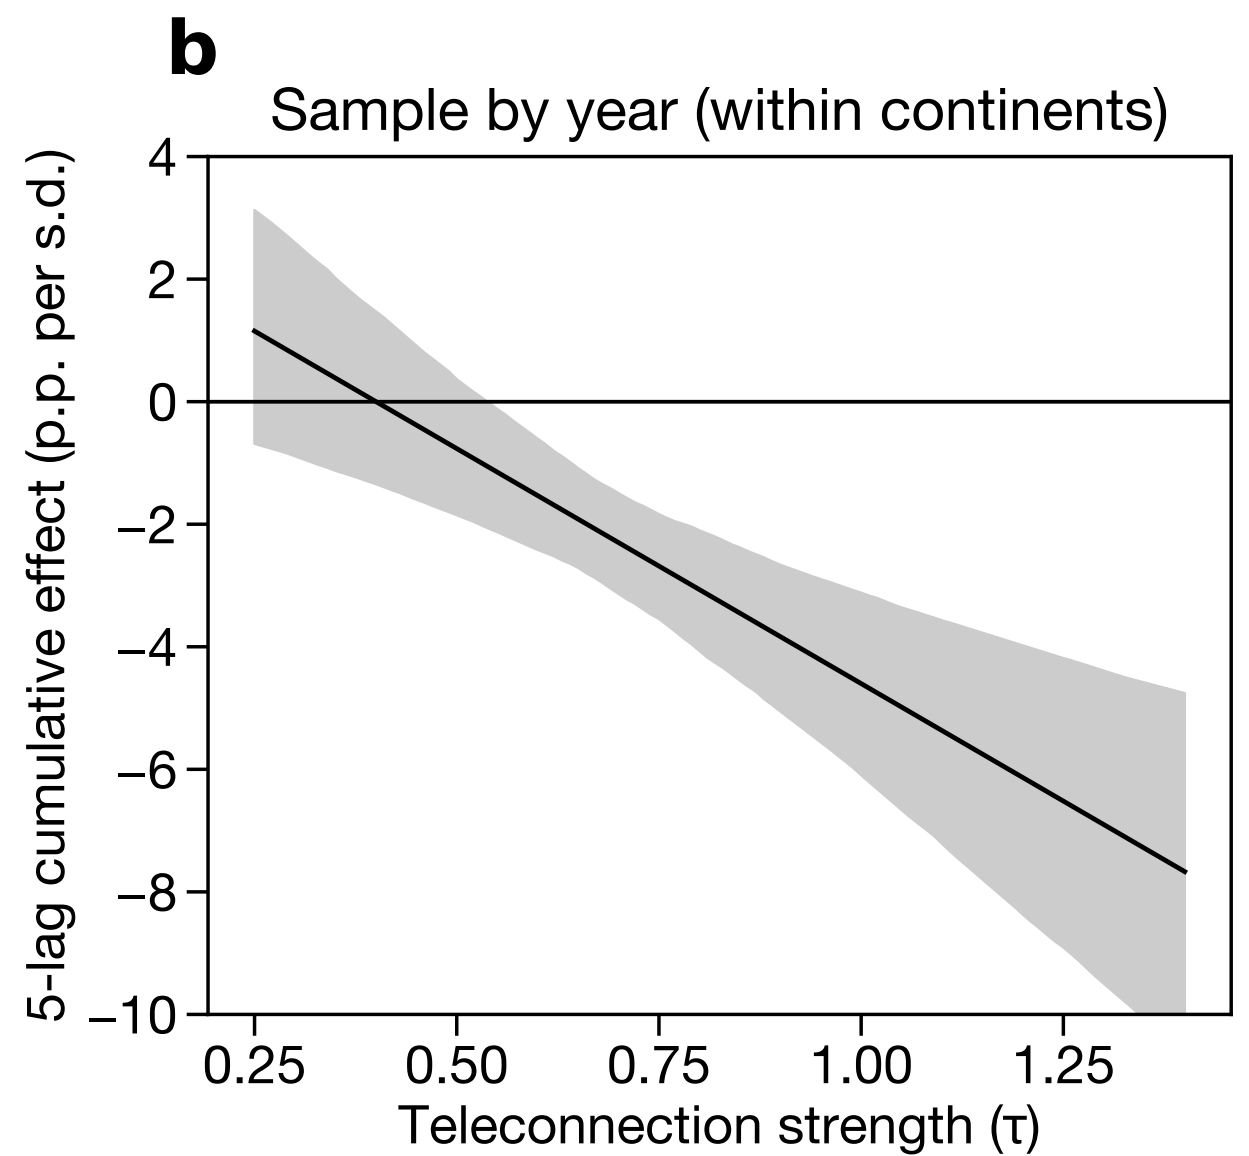 b
Sample by year (within continents)
5-lag cumulative effect (p.p. per s.d.)
4
2
0
−2
−4
−6
−8
−10
0.25 0.50 0.75 1.00 1.25
Teleconnection strength (τ)